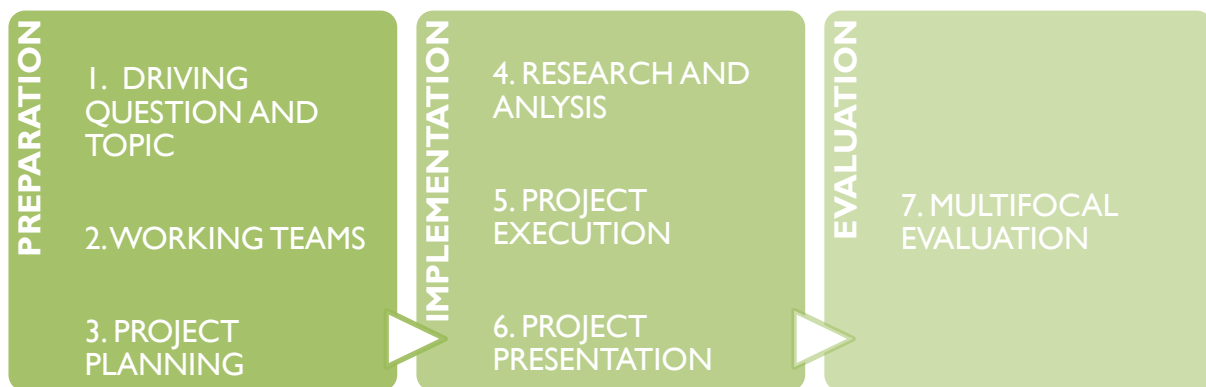 PREPARATION
1. DRIVING
QUESTION AND
TOPIC
2. WORKING TEAMS
3. PROJECT
PLANNING
IMPLEMENTATION
4. RESEARCH AND
ANLYSIS
5. PROJECT
EXECUTION
6. PROJECT
PRESENTATION
EVALUATION
7. MULTIFOCAL
EVALUATION